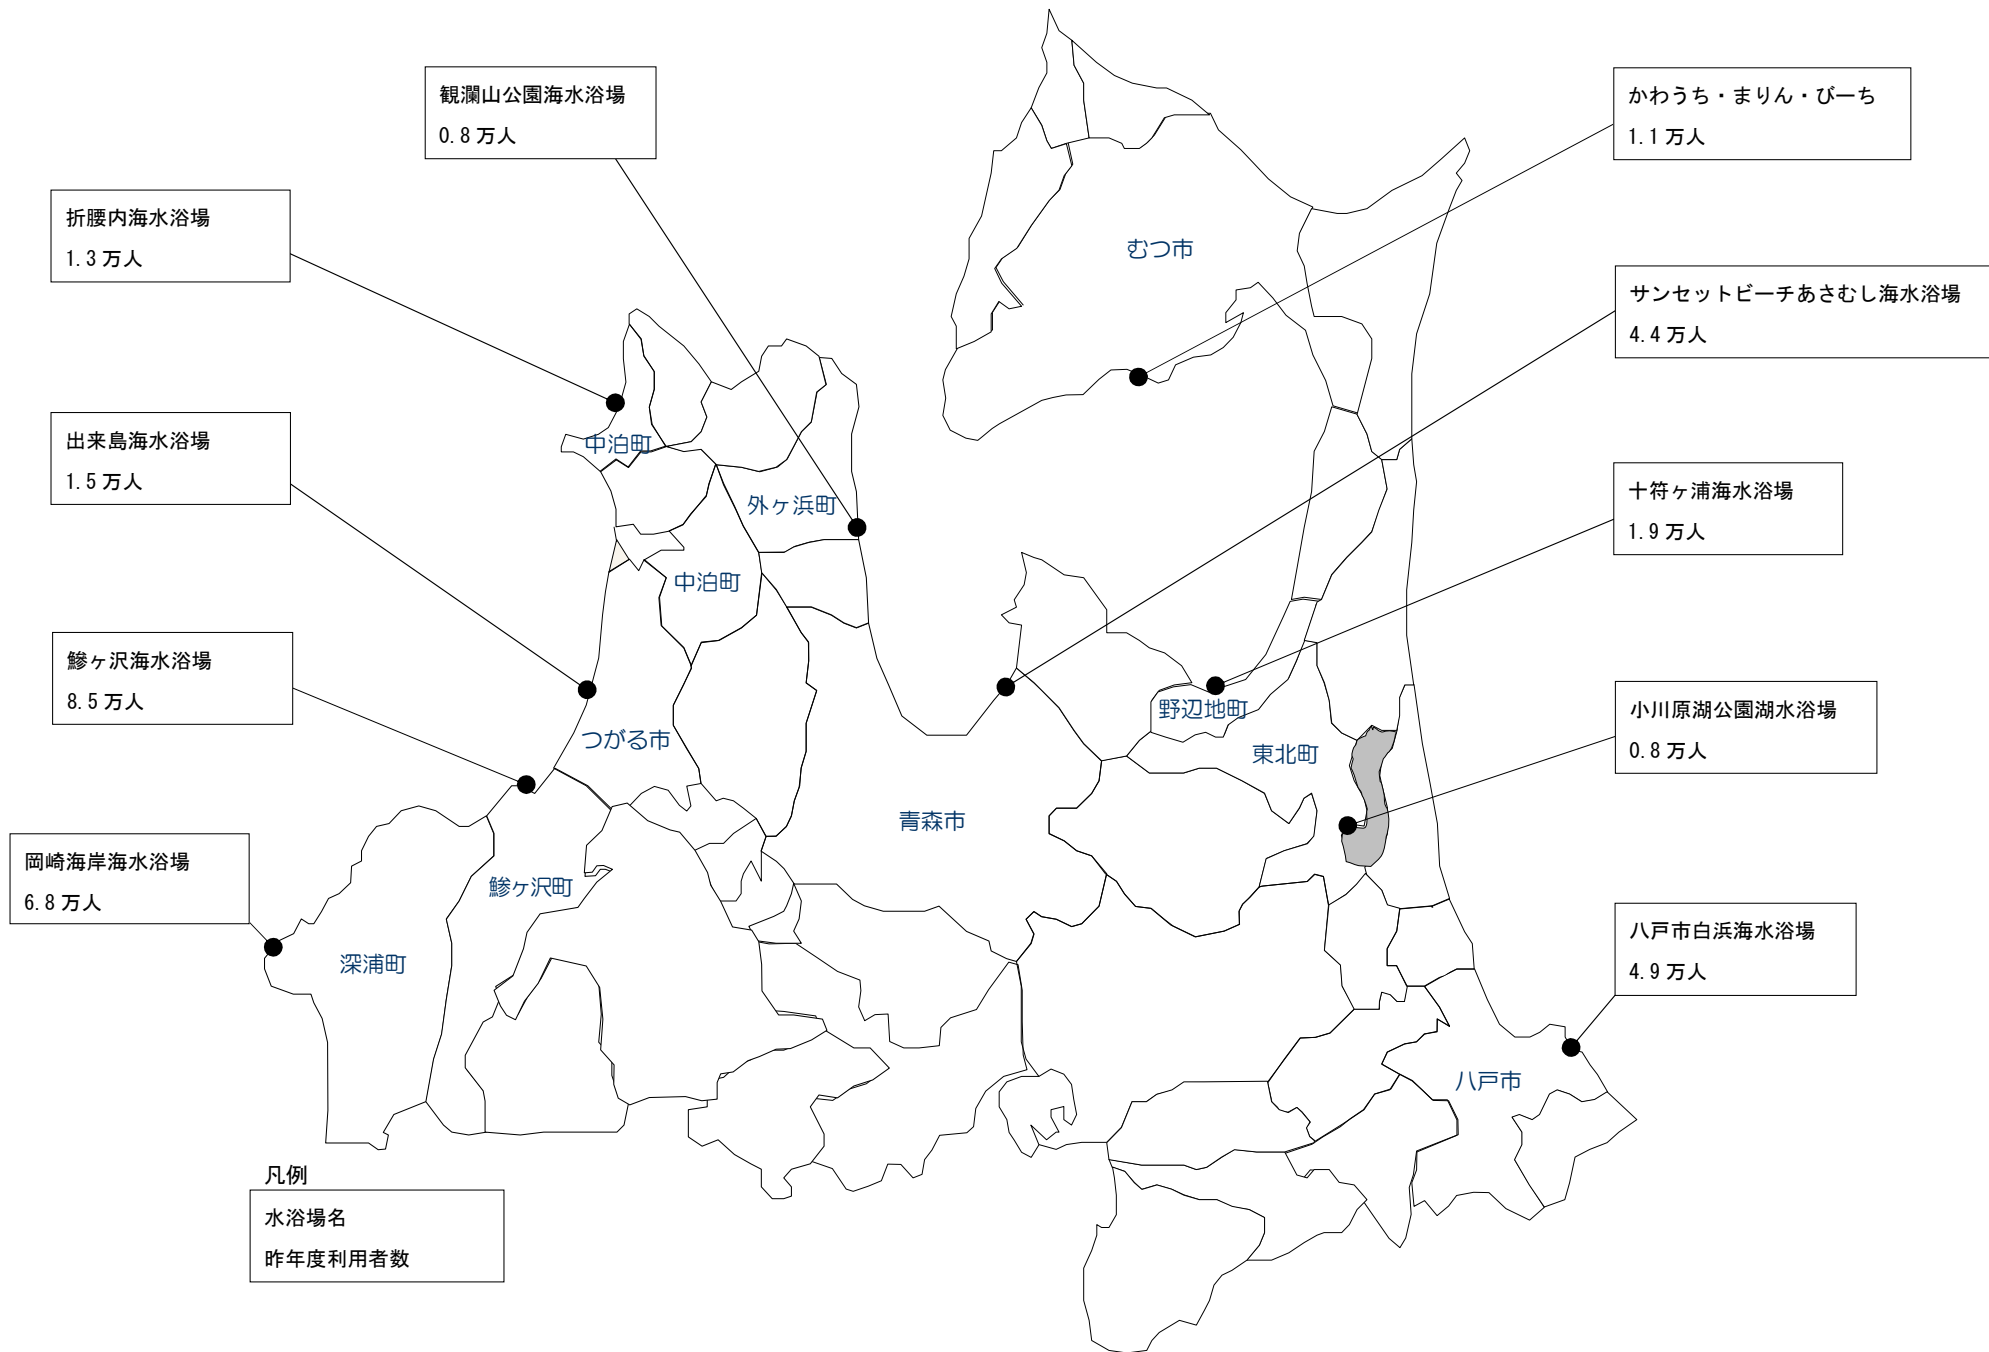 観瀾山公園海水浴場
0.8万人
かわうち・まりん・びーち
1.1万人
折腰内海水浴場
1.3万人
むつ市
サンセットビーチあさむし海水浴場
4.4万人
出来島海水浴場
1.5万人
中泊町
外ヶ浜町
十符ヶ浦海水浴場
1.9万人
中泊町
鰺ヶ沢海水浴場
8.5万人
つがる市
野辺地町
東北町
小川原湖公園湖水浴場
0.8万人
青森市
岡崎海岸海水浴場
6.8万人
鰺ヶ沢町
深浦町
八戸市白浜海水浴場
4.9万人
八戸市
凡例
水浴場名
昨年度利用者数